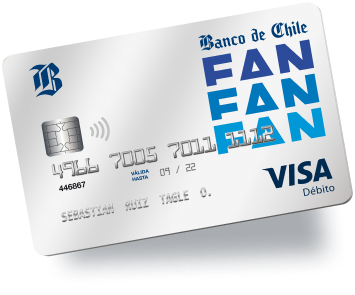 B
Banco de Chile
FAN
FAN
FAN
4966 7005 7011 1112
446867
VÁLIDA
HASTA
09 / 22
SEBASTIAN RUIZ TAGLE O.
VISA
Débito